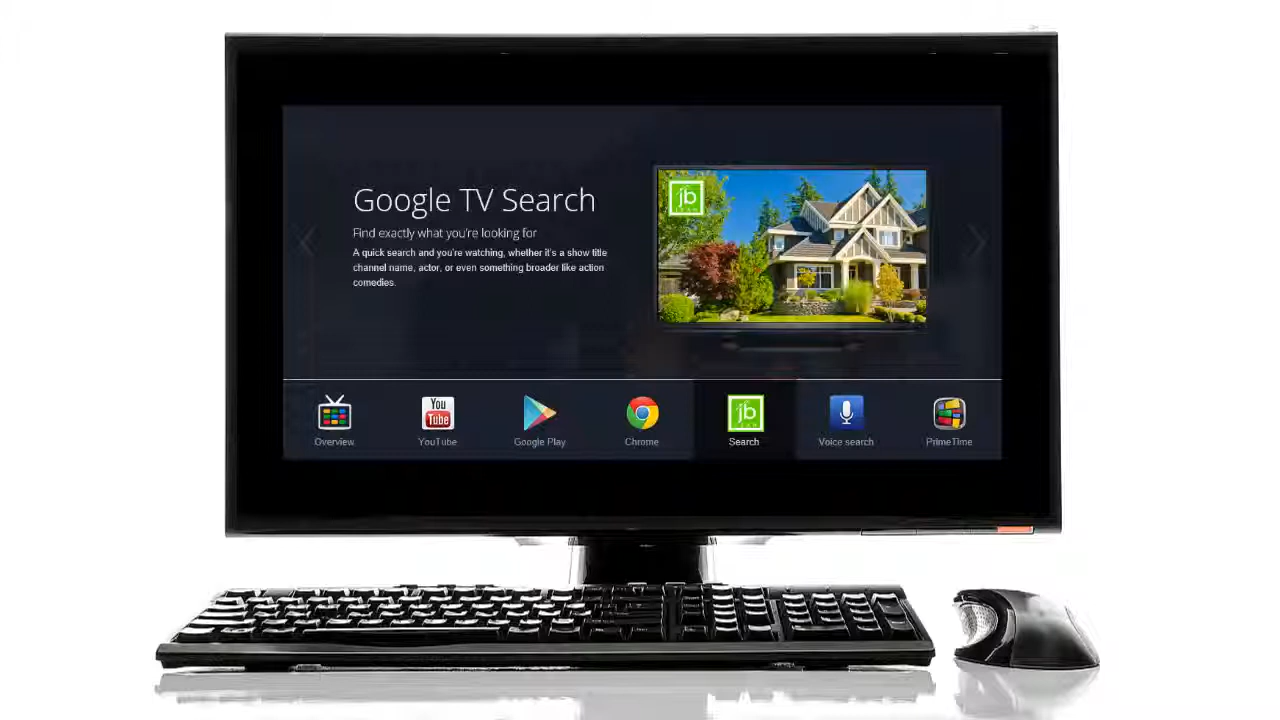 Google TV Search
Find exactly what you're looking for
A quick search and you're watching, whether it's a show title
channel name, actor, or even something broader like action
comedies.
jb
You
Tube
jb
Overview
YouTube
Google Play
Chrome
Search
Voice search
PrimeTime